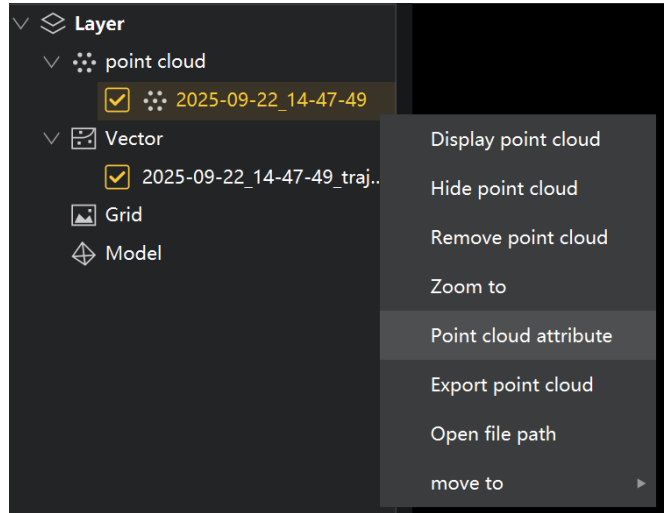 Layer
point cloud
2025-09-22_14-47-49
Vector
2025-09-22_14-47-49_traj..
Grid
Model
Display point cloud
Hide point cloud
Remove point cloud
Zoom to
Point cloud attribute
Export point cloud
Open file path
move to